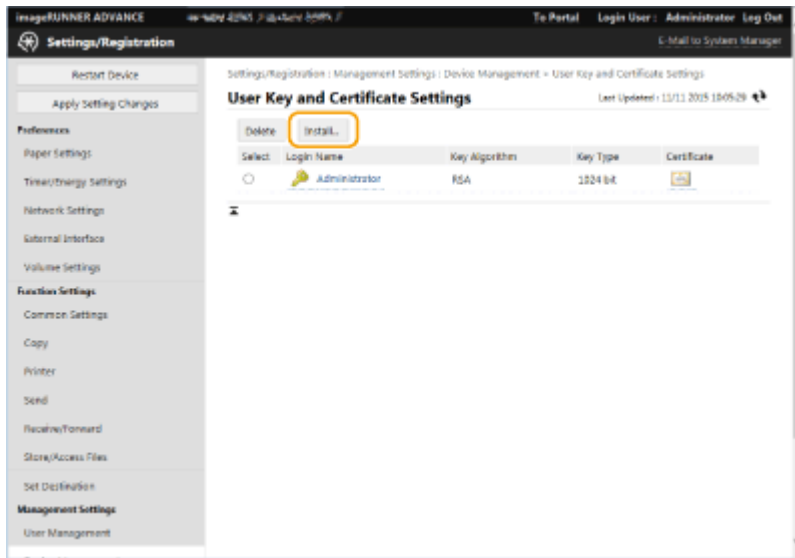 imageRUNNER ADVANCE
To Portal Login User : Administrator Log Out
Settings/Registration
E-Mail to System Manager
Restart Device
Apply Setting Changes
Preferences
Paper Settings
Timer/Energy Settings
Network Settings
External Interface
Volume Settings
Function Settings
Common Settings
Copy
Printer
Send
Receive/Forward
Store/Access Files
Set Destination
Management Settings
User Management
Settings/Registration : Management Settings : Device Management > User Key and Certificate Settings
User Key and Certificate Settings
Last Updated : 11/11 2015 10:05:29
Delete Install...
Select Login Name Key Algorithm Key Type Certificate
Administrator RSA 1024 bit